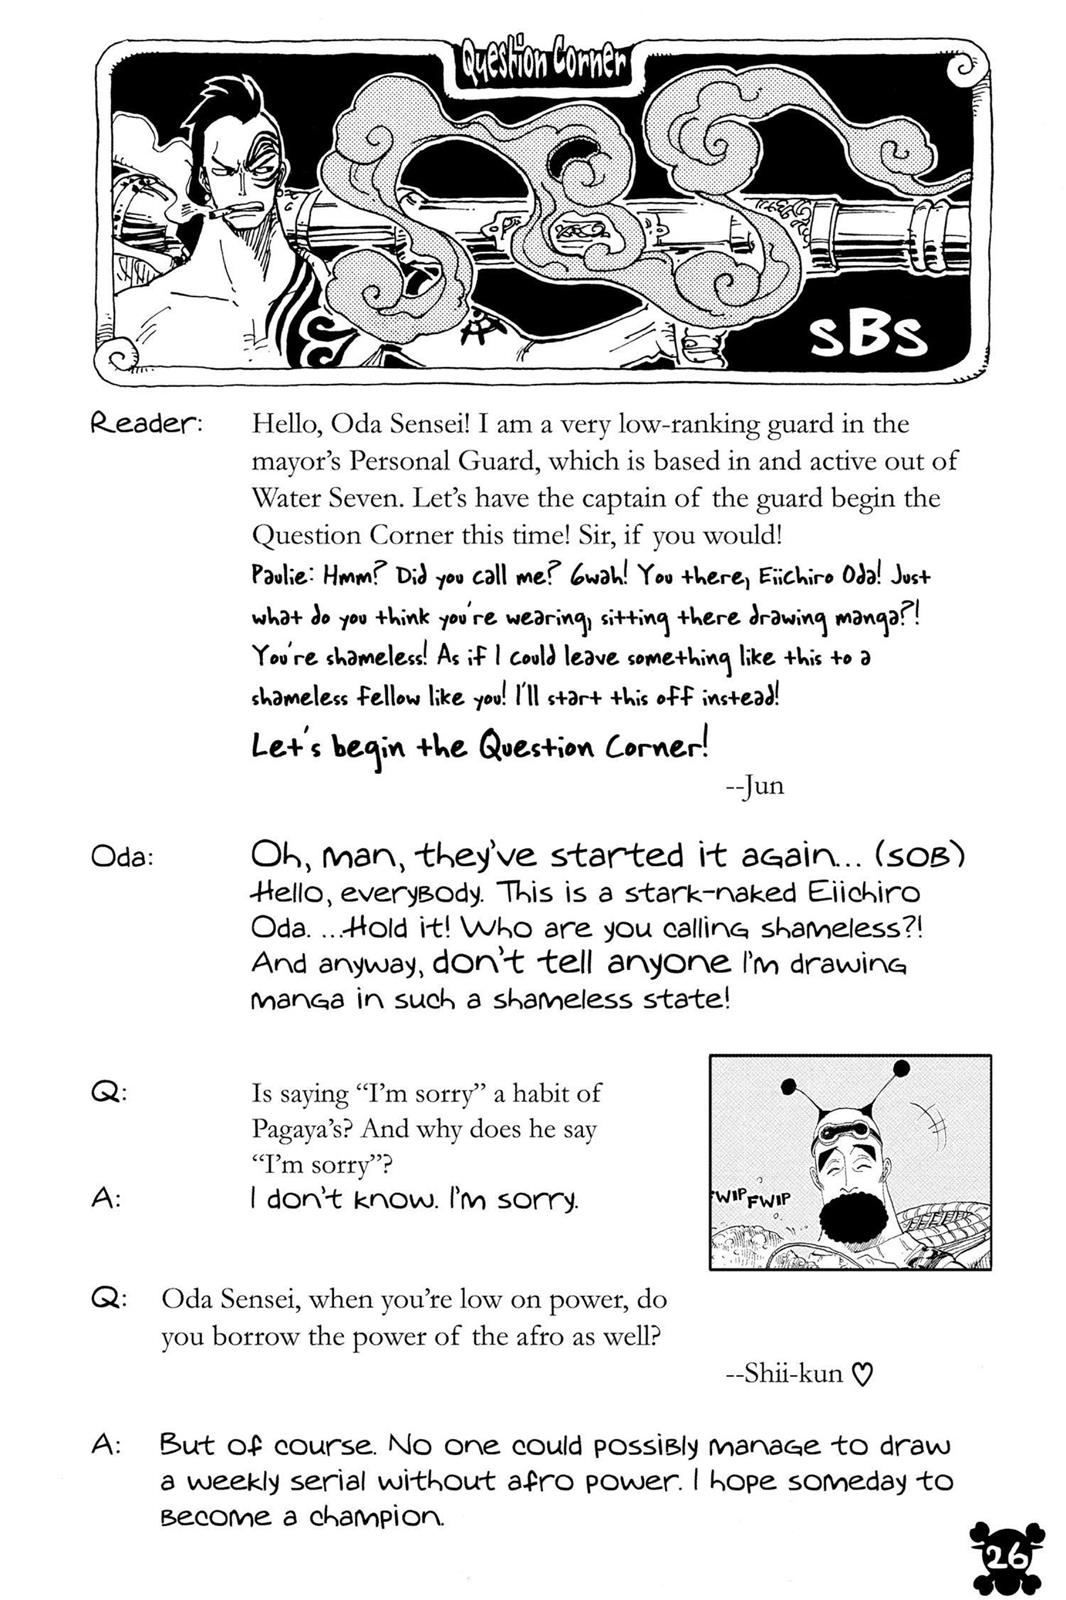 Question Corner
SBS
Reader:
Hello, Oda Sensei! I am a very low-ranking guard in the
mayor's Personal Guard, which is based in and active out of
Water Seven. Let's have the captain of the guard begin the
Question Corner this time! Sir, if you would!
Paulie: Hmm? Did you call me? Gwah! You there, Eiichiro Oda! Just
what do you think you're wearing, sitting there drawing manga?!
You're shameless! As if I could leave something like this to a
shameless fellow like you! I'll start this off instead!
Let's begin the Question Corner!
--Jun
Oda:
Oh, man, they've started it again... (sob)
Hello, everybody. This is a stark-naked Eiichiro
Oda. ...Hold it! Who are you calling shameless?!
And anyway, don't tell anyone I'm drawing
manga in such a shameless state!
Q:
Is saying "I'm sorry" a habit of
Pagaya's? And why does he say
"I'm sorry"?
A:
I don't know. I'm sorry.
FWIP FWIP
Q:
Oda Sensei, when you're low on power, do
you borrow the power of the afro as well?
--Shii-kun ♡
A:
But of course. No one could possibly manage to draw
a weekly serial without afro power. I hope someday to
become a champion.
26